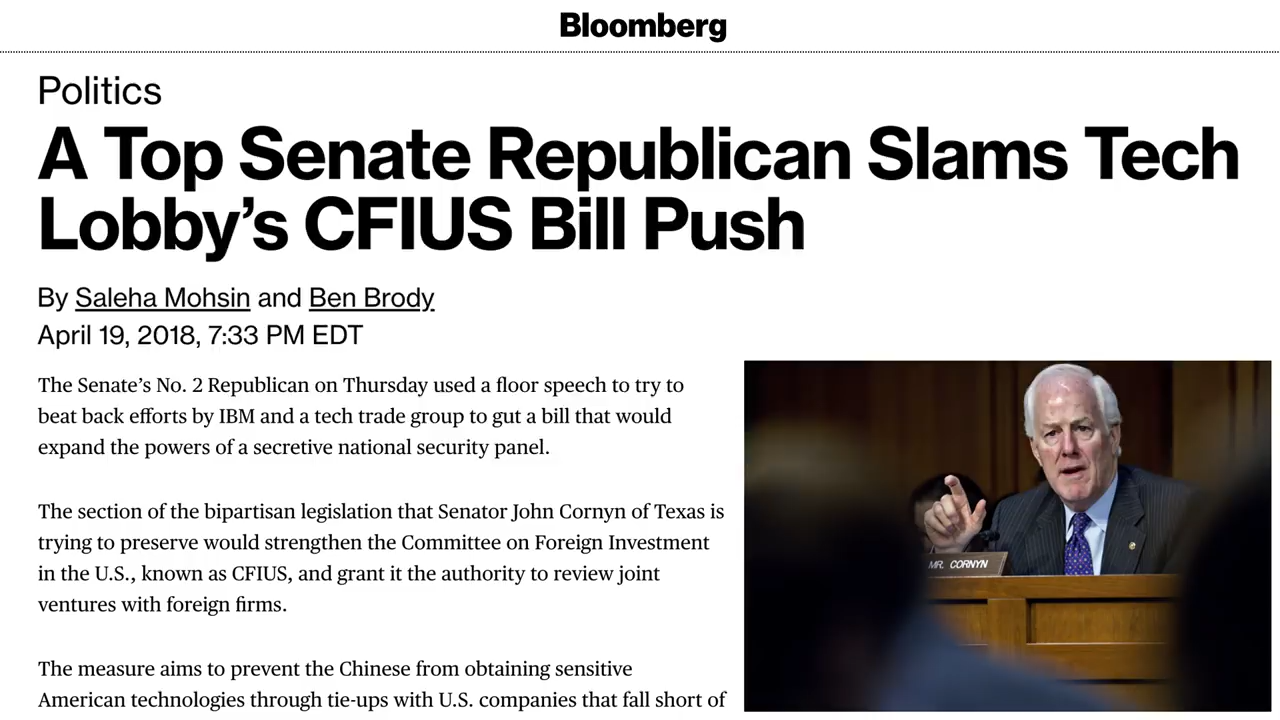 Bloomberg
Politics
A Top Senate Republican Slams Tech
Lobby’s CFIUS Bill Push
By Saleha Mohsin and Ben Brody
April 19, 2018, 7:33 PM EDT
The Senate’s No. 2 Republican on Thursday used a floor speech to try to
beat back efforts by IBM and a tech trade group to gut a bill that would
expand the powers of a secretive national security panel.
The section of the bipartisan legislation that Senator John Cornyn of Texas is
trying to preserve would strengthen the Committee on Foreign Investment
in the U.S., known as CFIUS, and grant it the authority to review joint
ventures with foreign firms.
The measure aims to prevent the Chinese from obtaining sensitive
American technologies through tie-ups with U.S. companies that fall short of
MR. CORNYN